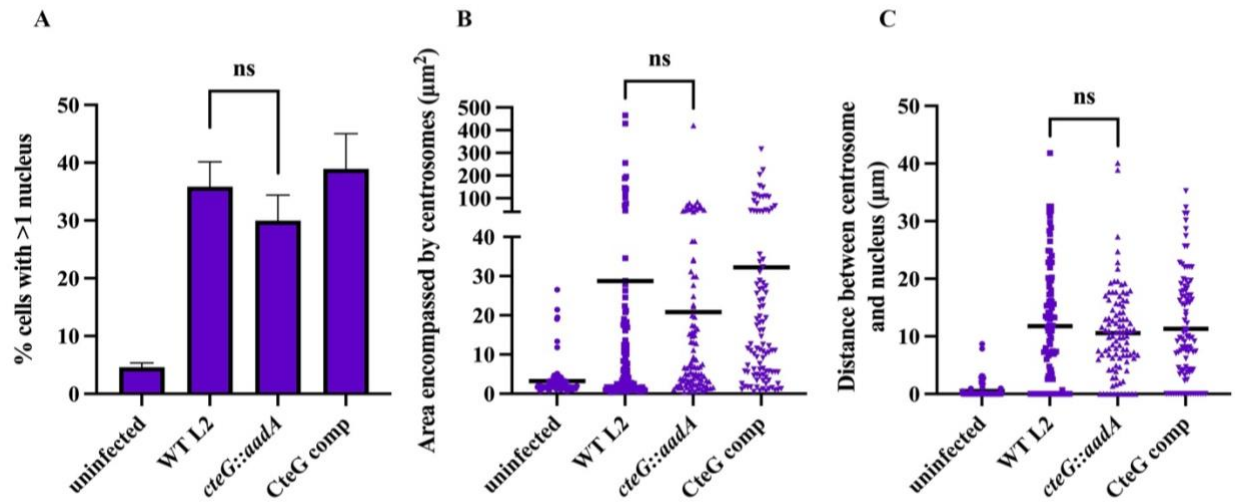 A
% cells with >1 nucleus
50
40
30
20
10
0
ns
uninfected
WT L2
cteG::aadA
CteG comp
B
Area encompassed by centrosomes (μm²)
500
400
300
200
100
40
30
20
10
0
ns
uninfected
WT L2
cteG::aadA
CteG comp
C
Distance between centrosome
and nucleus (μm)
50
40
30
20
10
0
ns
uninfected
WT L2
cteG::aadA
CteG comp